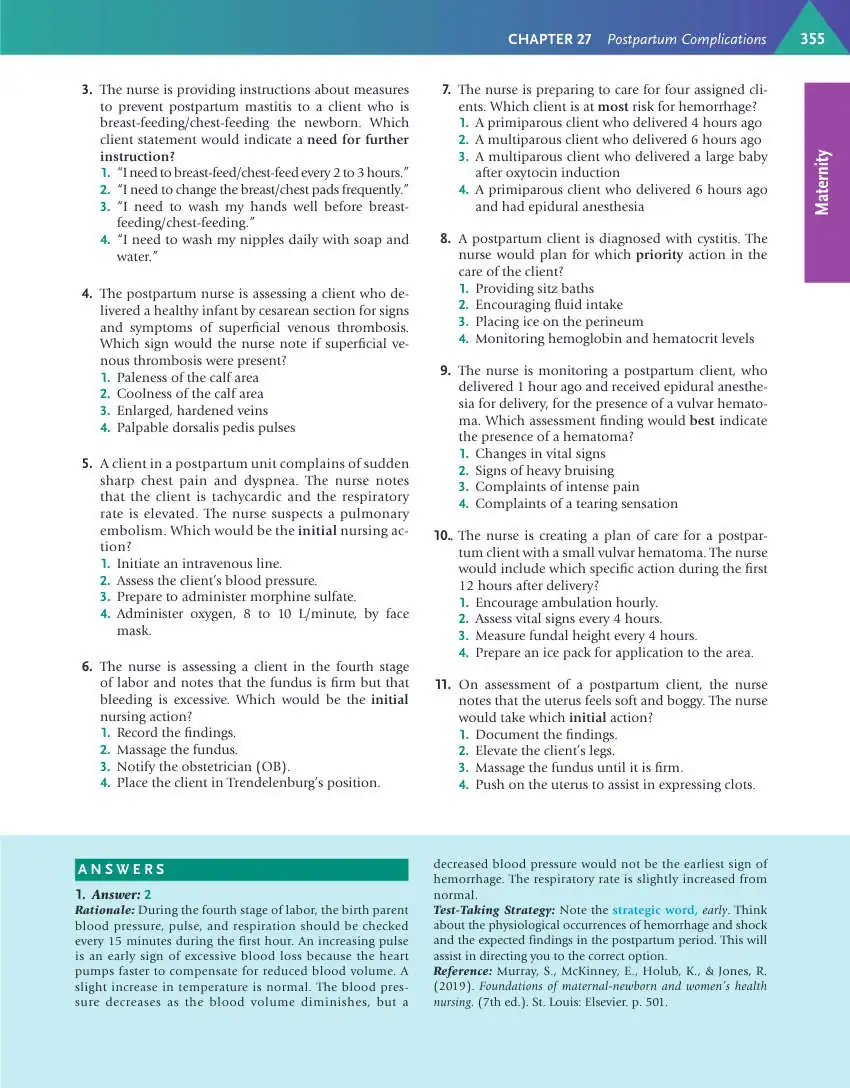 CHAPTER 27 Postpartum Complications 355
Maternity
3. The nurse is providing instructions about measures
to prevent postpartum mastitis to a client who is
breast-feeding/chest-feeding the newborn. Which
client statement would indicate a need for further
instruction?
1. “I need to breast-feed/chest-feed every 2 to 3 hours.”
2. “I need to change the breast/chest pads frequently.”
3. “I need to wash my hands well before breast-
feeding/chest-feeding.”
4. “I need to wash my nipples daily with soap and
water.”
4. The postpartum nurse is assessing a client who de-
livered a healthy infant by cesarean section for signs
and symptoms of superficial venous thrombosis.
Which sign would the nurse note if superficial ve-
nous thrombosis were present?
1. Paleness of the calf area
2. Coolness of the calf area
3. Enlarged, hardened veins
4. Palpable dorsalis pedis pulses
5. A client in a postpartum unit complains of sudden
sharp chest pain and dyspnea. The nurse notes
that the client is tachycardic and the respiratory
rate is elevated. The nurse suspects a pulmonary
embolism. Which would be the initial nursing ac-
tion?
1. Initiate an intravenous line.
2. Assess the client’s blood pressure.
3. Prepare to administer morphine sulfate.
4. Administer oxygen, 8 to 10 L/minute, by face
mask.
6. The nurse is assessing a client in the fourth stage
of labor and notes that the fundus is firm but that
bleeding is excessive. Which would be the initial
nursing action?
1. Record the findings.
2. Massage the fundus.
3. Notify the obstetrician (OB).
4. Place the client in Trendelenburg’s position.
7. The nurse is preparing to care for four assigned cli-
ents. Which client is at most risk for hemorrhage?
1. A primiparous client who delivered 4 hours ago
2. A multiparous client who delivered 6 hours ago
3. A multiparous client who delivered a large baby
after oxytocin induction
4. A primiparous client who delivered 6 hours ago
and had epidural anesthesia
8. A postpartum client is diagnosed with cystitis. The
nurse would plan for which priority action in the
care of the client?
1. Providing sitz baths
2. Encouraging fluid intake
3. Placing ice on the perineum
4. Monitoring hemoglobin and hematocrit levels
9. The nurse is monitoring a postpartum client, who
delivered 1 hour ago and received epidural anesthe-
sia for delivery, for the presence of a vulvar hemato-
ma. Which assessment finding would best indicate
the presence of a hematoma?
1. Changes in vital signs
2. Signs of heavy bruising
3. Complaints of intense pain
4. Complaints of a tearing sensation
10.. The nurse is creating a plan of care for a postpar-
tum client with a small vulvar hematoma. The nurse
would include which specific action during the first
12 hours after delivery?
1. Encourage ambulation hourly.
2. Assess vital signs every 4 hours.
3. Measure fundal height every 4 hours.
4. Prepare an ice pack for application to the area.
11. On assessment of a postpartum client, the nurse
notes that the uterus feels soft and boggy. The nurse
would take which initial action?
1. Document the findings.
2. Elevate the client’s legs.
3. Massage the fundus until it is firm.
4. Push on the uterus to assist in expressing clots.
ANSWERS
1. Answer: 2
Rationale: During the fourth stage of labor, the birth parent
blood pressure, pulse, and respiration should be checked
every 15 minutes during the first hour. An increasing pulse
is an early sign of excessive blood loss because the heart
pumps faster to compensate for reduced blood volume. A
slight increase in temperature is normal. The blood pres-
sure decreases as the blood volume diminishes, but a
decreased blood pressure would not be the earliest sign of
hemorrhage. The respiratory rate is slightly increased from
normal.
Test-Taking Strategy: Note the strategic word, early. Think
about the physiological occurrences of hemorrhage and shock
and the expected findings in the postpartum period. This will
assist in directing you to the correct option.
Reference: Murray, S., McKinney, E., Holub, K., & Jones, R.
(2019). Foundations of maternal-newborn and women’s health
nursing. (7th ed.). St. Louis: Elsevier. p. 501.